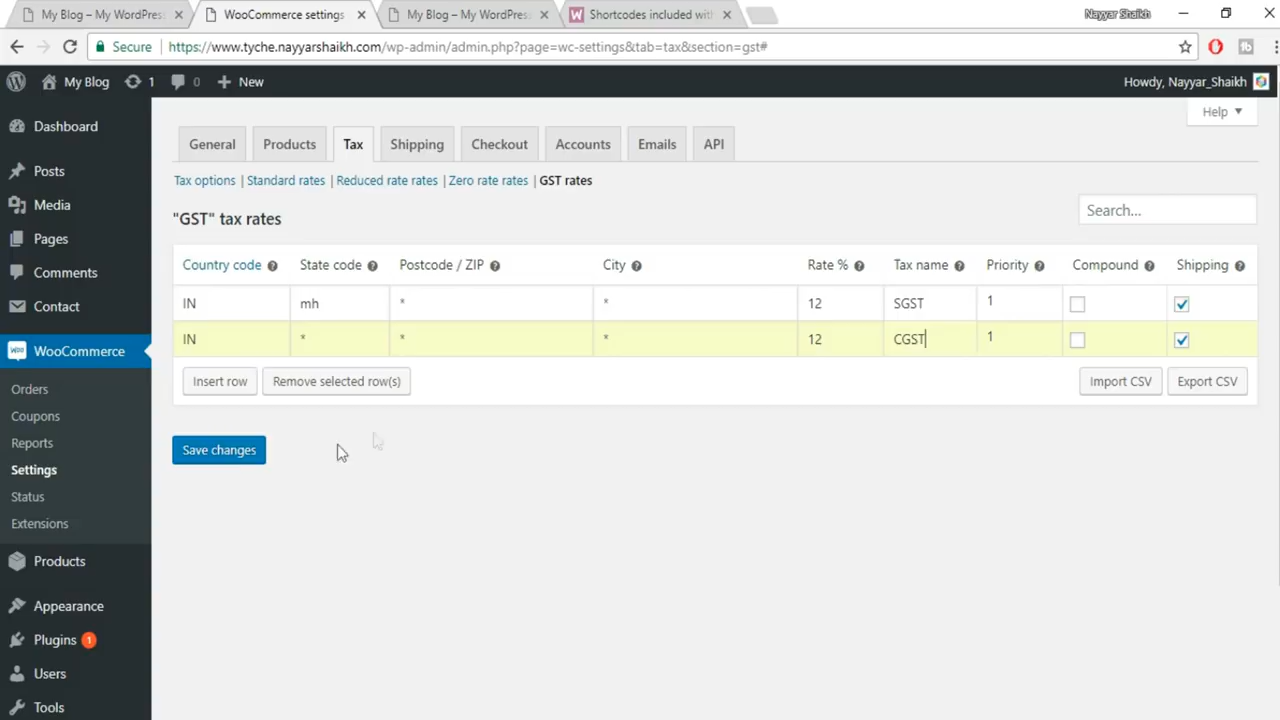 My Blog – My WordPress
WooCommerce settings
My Blog – My WordPress
Shortcodes included with
Nayyar Shaikh
Secure
https://www.tyche.nayyarshaikh.com/wp-admin/admin.php?page=wc-settings&tab=tax&section=gst#
My Blog 1 0 + New
Howdy, Nayyar_Shaikh
Help
Dashboard
Posts
Media
Pages
Comments
Contact
WooCommerce
Orders
Coupons
Reports
Settings
Status
Extensions
Products
Appearance
Plugins 1
Users
Tools
General Products Tax Shipping Checkout Accounts Emails API
Tax options | Standard rates | Reduced rate rates | Zero rate rates | GST rates
"GST" tax rates
Search...
Country code State code Postcode / ZIP City Rate % Tax name Priority Compound Shipping
IN mh * * 12 SGST 1
IN * * * 12 CGST 1
Insert row Remove selected row(s) Import CSV Export CSV
Save changes